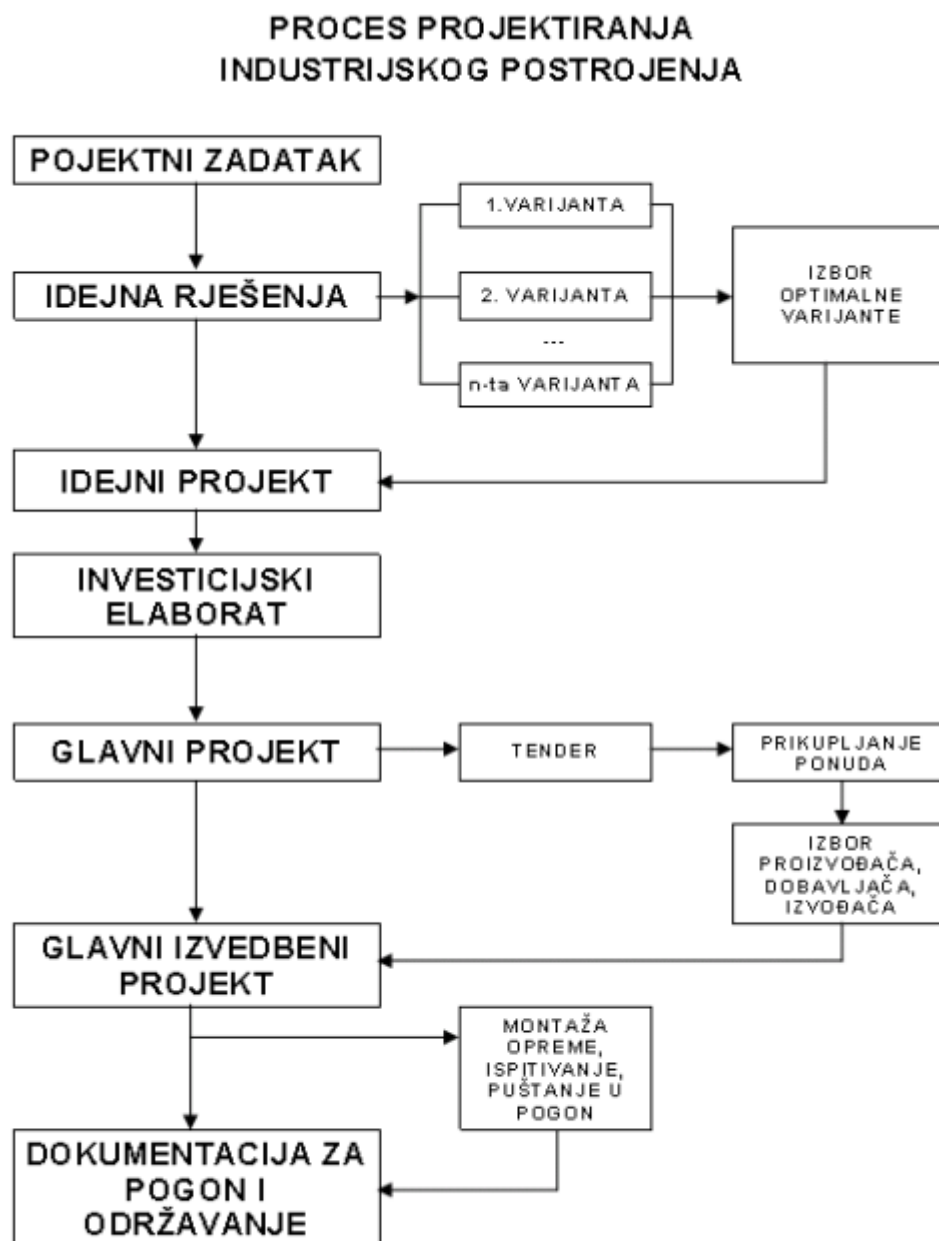 PROCES PROJEKTIRANJA
INDUSTRIJSKOG POSTROJENJA
POJEKTNI ZADATAK
1.VARIJANTA
IDEJNA RJEŠENJA
2. VARIJANTA
---
n-ta VARIJANTA
IZBOR
OPTIMALNE
VARIJANTE
IDEJNI PROJEKT
INVESTICIJSKI
ELABORAT
GLAVNI PROJEKT
TENDER
PRIKUPLJANJE
PONUDA
IZBOR
PROIZVOĐAČA,
DOBAVLJAČA,
IZVOĐAČA
GLAVNI IZVEDBENI
PROJEKT
MONTAŽA
OPREME,
ISPITIVANJE,
PUŠTANJE U
POGON
DOKUMENTACIJA ZA
POGON I
ODRŽAVANJE